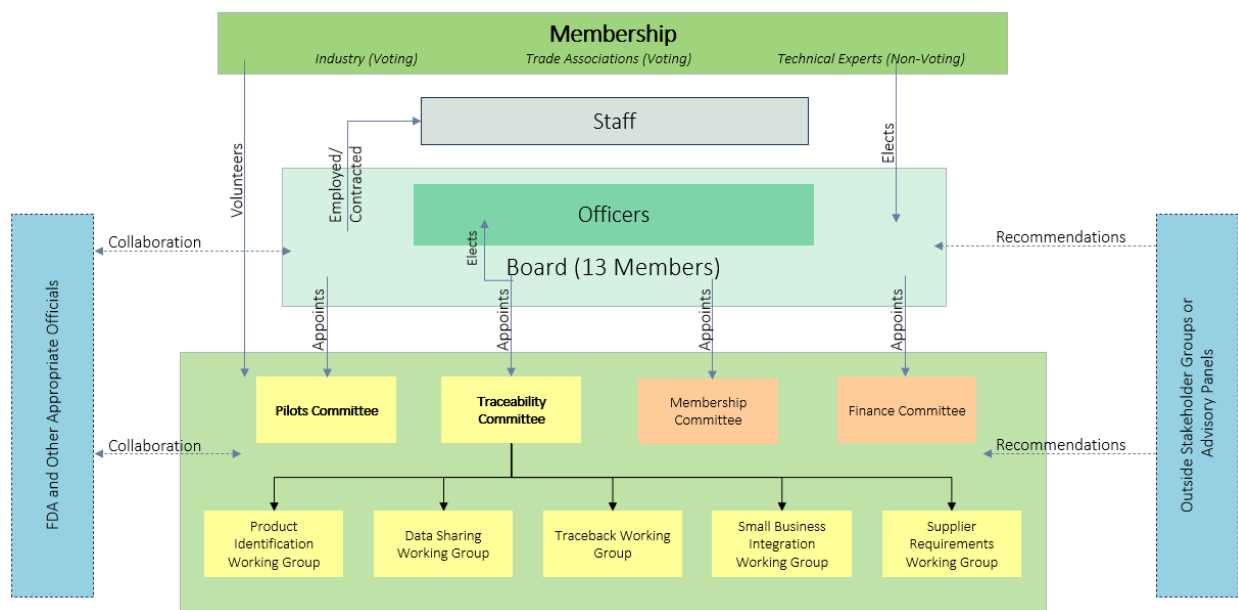 Membership
Industry (Voting)
Trade Associations (Voting)
Technical Experts (Non-Voting)
Staff
Volunteers
Employed/
Contracted
Elects
Officers
Elects
Board (13 Members)
Collaboration
Recommendations
FDA and Other Appropriate Officials
Outside Stakeholder Groups or
Advisory Panels
Appoints
Appoints
Appoints
Appoints
Pilots Committee
Traceability
Committee
Membership
Committee
Finance Committee
Collaboration
Recommendations
Product
Identification
Working Group
Data Sharing
Working Group
Traceback Working
Group
Small Business
Integration
Working Group
Supplier
Requirements
Working Group